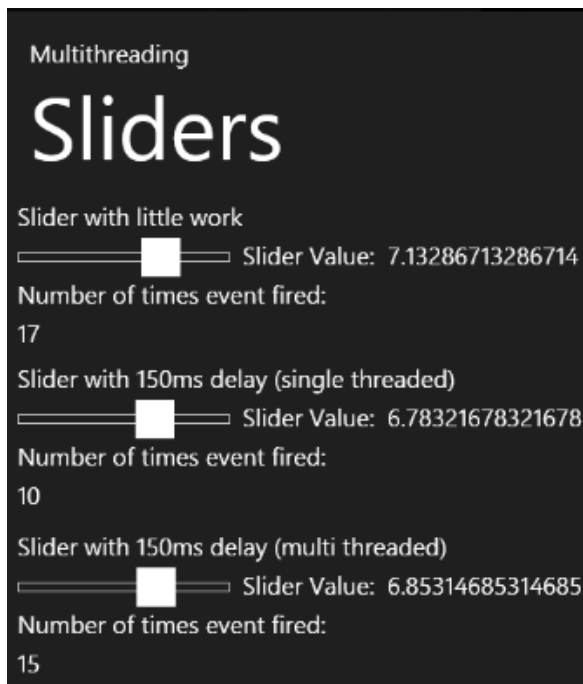 Multithreading
Sliders
Slider with little work
Slider Value: 7.13286713286714
Number of times event fired:
17
Slider with 150ms delay (single threaded)
Slider Value: 6.78321678321678
Number of times event fired:
10
Slider with 150ms delay (multi threaded)
Slider Value: 6.85314685314685
Number of times event fired:
15